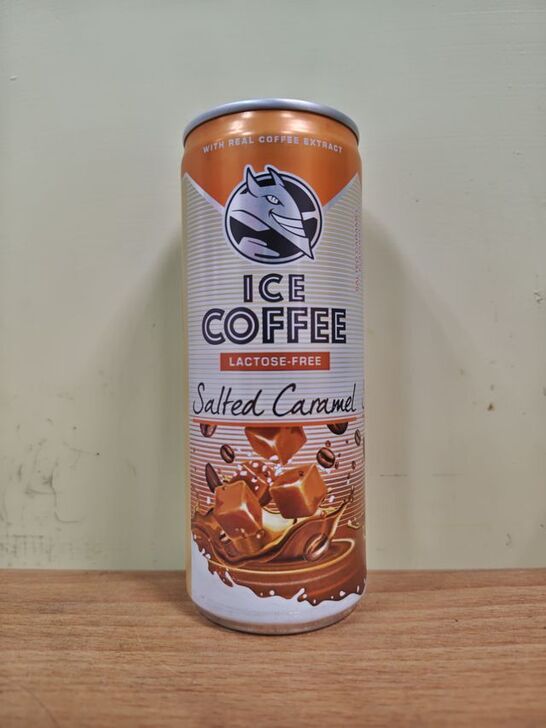 WITH REAL COFFEE EXTRACT
ICE
COFFEE
LACTOSE-FREE
Salted Caramel